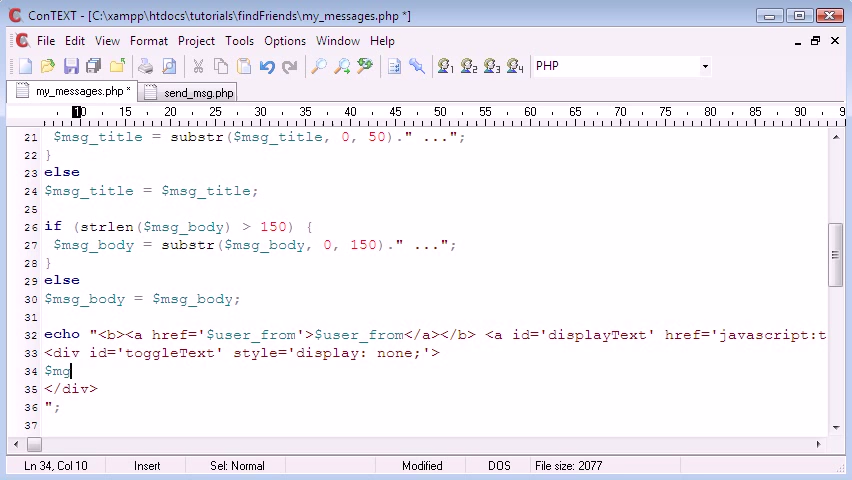 ConTEXT - [C:\xampp\htdocs\tutorials\findFriends\my_messages.php *]
File Edit View Format Project Tools Options Window Help
1 2 3 4 PHP
my_messages.php * send_msg.php
10 15 20 25 30 35 40 45 50 55 60 65 70 75 80 85 90 9
21 $msg_title = substr($msg_title, 0, 50)." ...";
22 }
23 else
24 $msg_title = $msg_title;
25
26 if (strlen($msg_body) > 150) {
27 $msg_body = substr($msg_body, 0, 150)." ...";
28 }
29 else
30 $msg_body = $msg_body;
31
32 echo "<b><a href='$user_from'>$user_from</a></b> <a id='displayText' href='javascript:t
33 <div id='toggleText' style='display: none;'>
34 $mg
35 </div>
36 ";
37
Ln 34, Col 10 Insert Sel: Normal Modified DOS File size: 2077